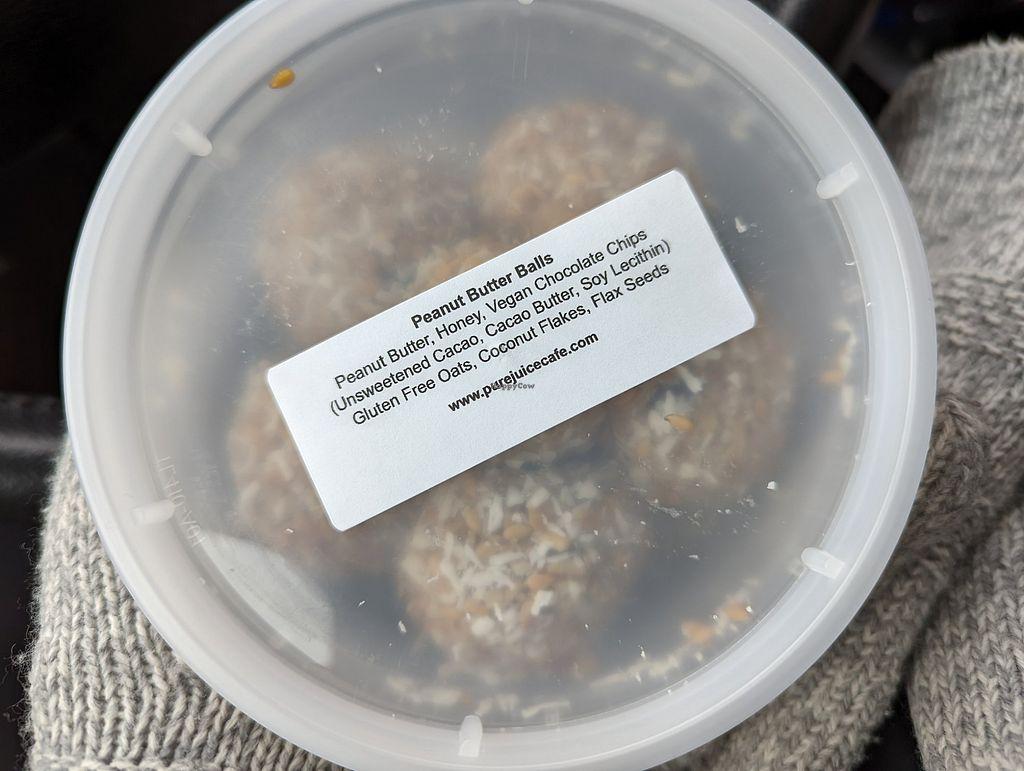 Peanut Butter Balls
Peanut Butter, Honey, Vegan Chocolate Chips
(Unsweetened Cacao, Cacao Butter, Soy Lecithin)
Gluten Free Oats, Coconut Flakes, Flax Seeds
www.purejuicecafe.com
HappyCow